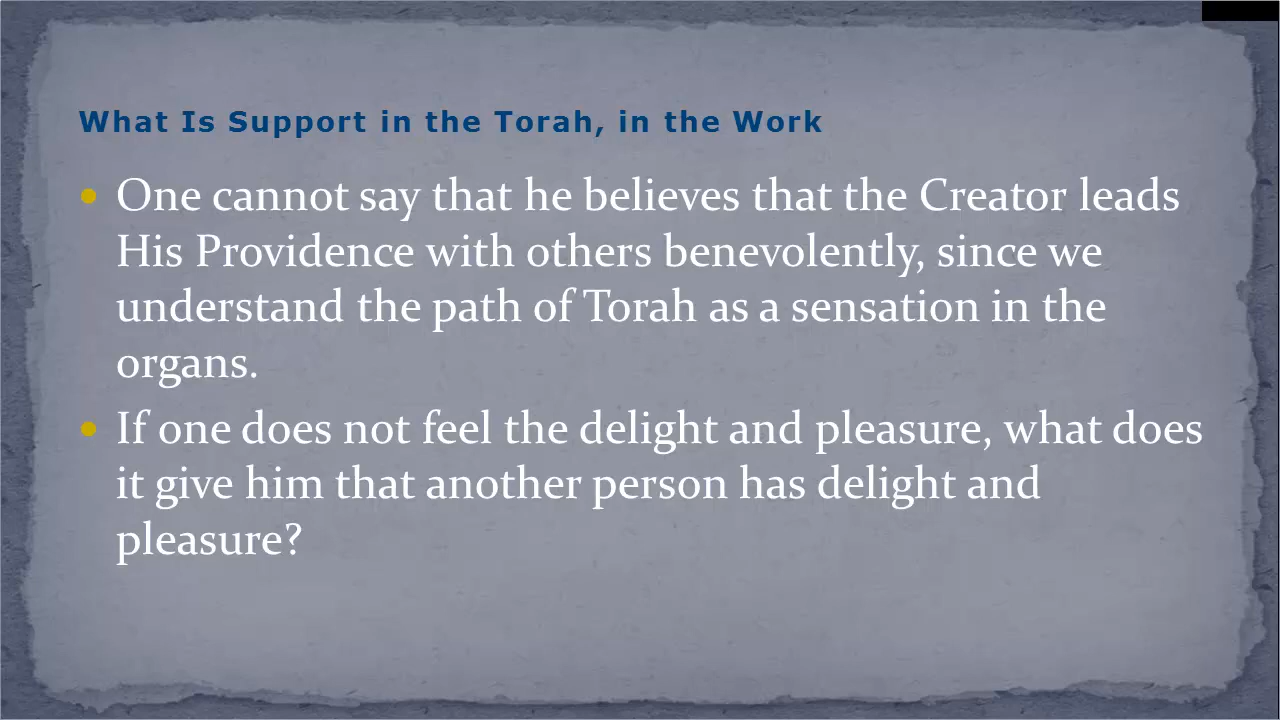 What Is Support in the Torah, in the Work
One cannot say that he believes that the Creator leads
His Providence with others benevolently, since we
understand the path of Torah as a sensation in the
organs.
If one does not feel the delight and pleasure, what does
it give him that another person has delight and
pleasure?